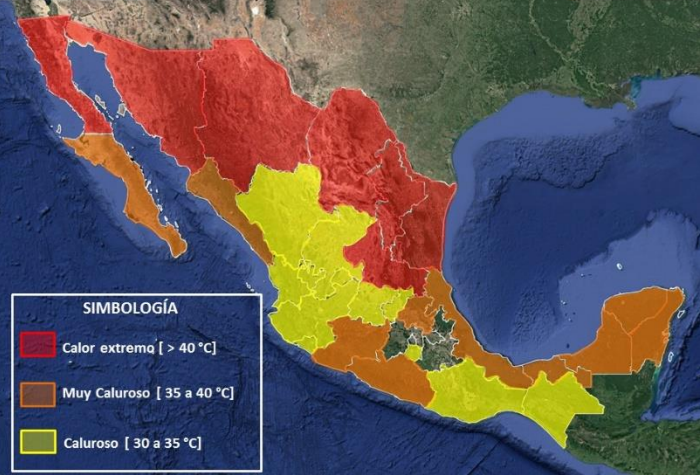 SIMBOLOGÍA
Calor extremo [ > 40 °C]
Muy Caluroso [ 35 a 40 °C]
Caluroso [ 30 a 35 °C]